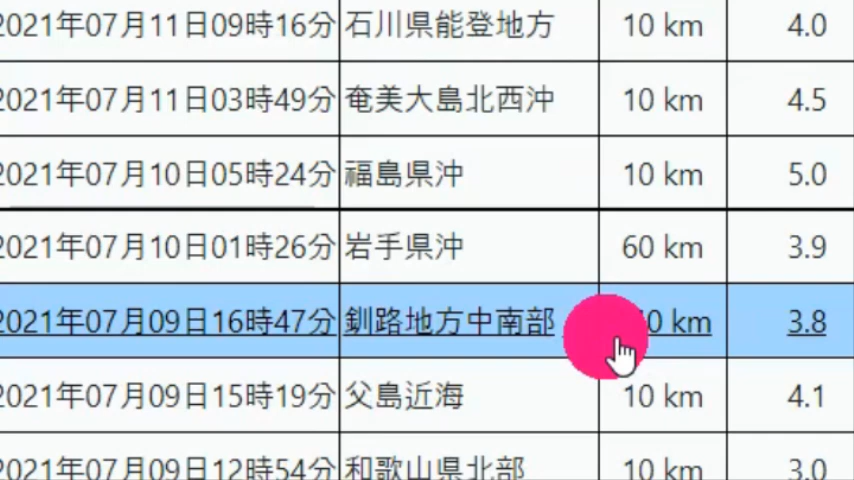 2021年07月11日09時16分 石川県能登地方 10 km 4.0
2021年07月11日03時49分 奄美大島北西沖 10 km 4.5
2021年07月10日05時24分 福島県沖 10 km 5.0
2021年07月10日01時26分 岩手県沖 60 km 3.9
2021年07月09日16時47分 釧路地方中南部 km 3.8
2021年07月09日15時19分 父島近海 10 km 4.1
2021年07月09日12時54分 和歌山県北部 10 km 3.0